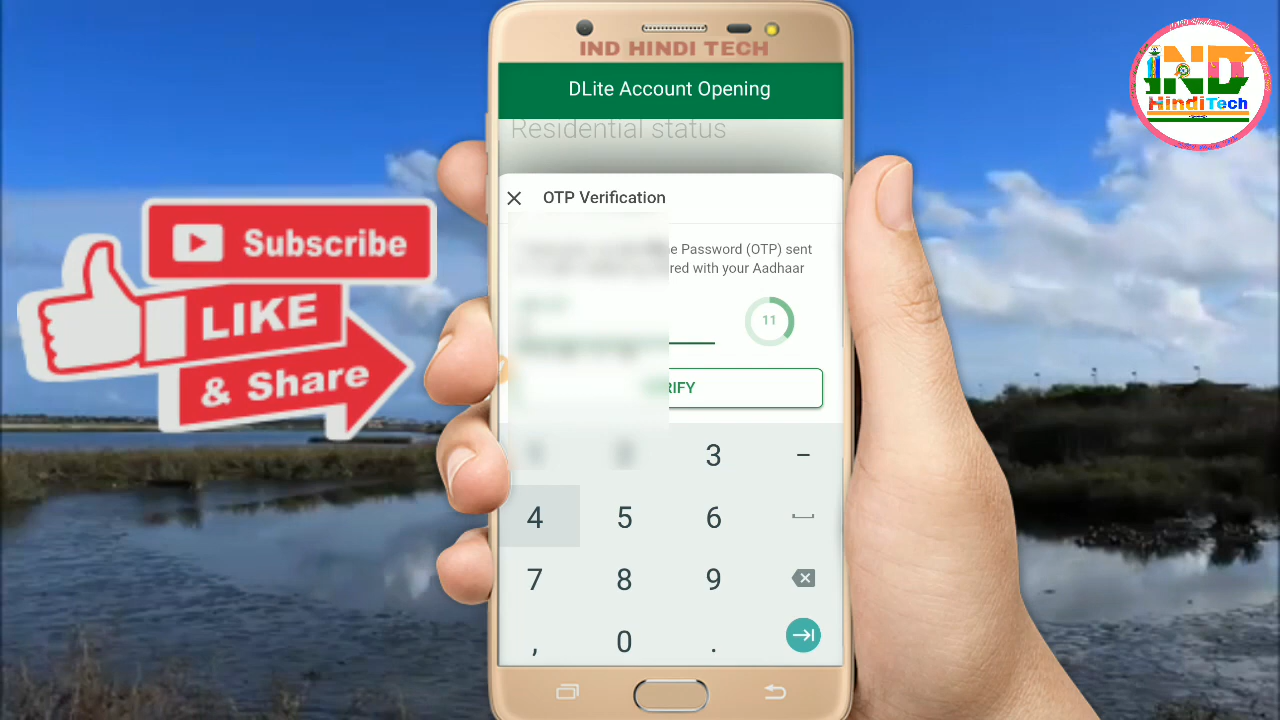 IND HINDI TECH
IND
HindiTech
DLite Account Opening
Residential status
OTP Verification
e Password (OTP) sent
red with your Aadhaar
11
RIFY
Subscribe
LIKE
& Share
3 –
4 5 6
7 8 9
, 0 .